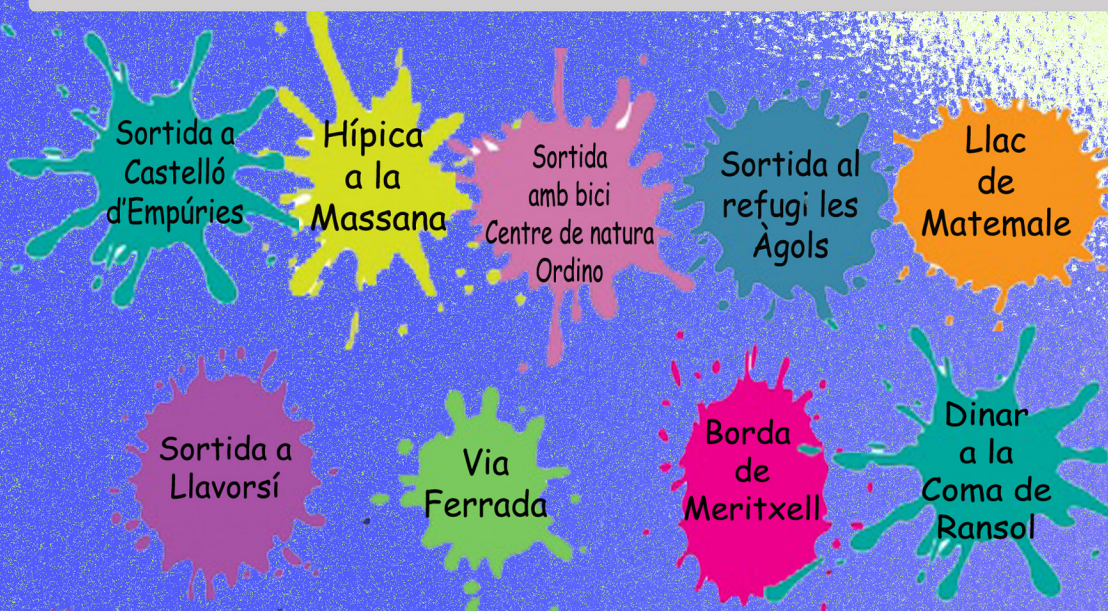 Sortida a
Castelló
d'Empúries
Hípica
a la
Massana
Sortida
amb bici
Centre de natura
Ordino
Sortida al
refugi les
Àgols
Llac
de
Matemale
Sortida a
Llavorsí
Via
Ferrada
Borda
de
Meritxell
Dinar
a la
Coma de
Ransol